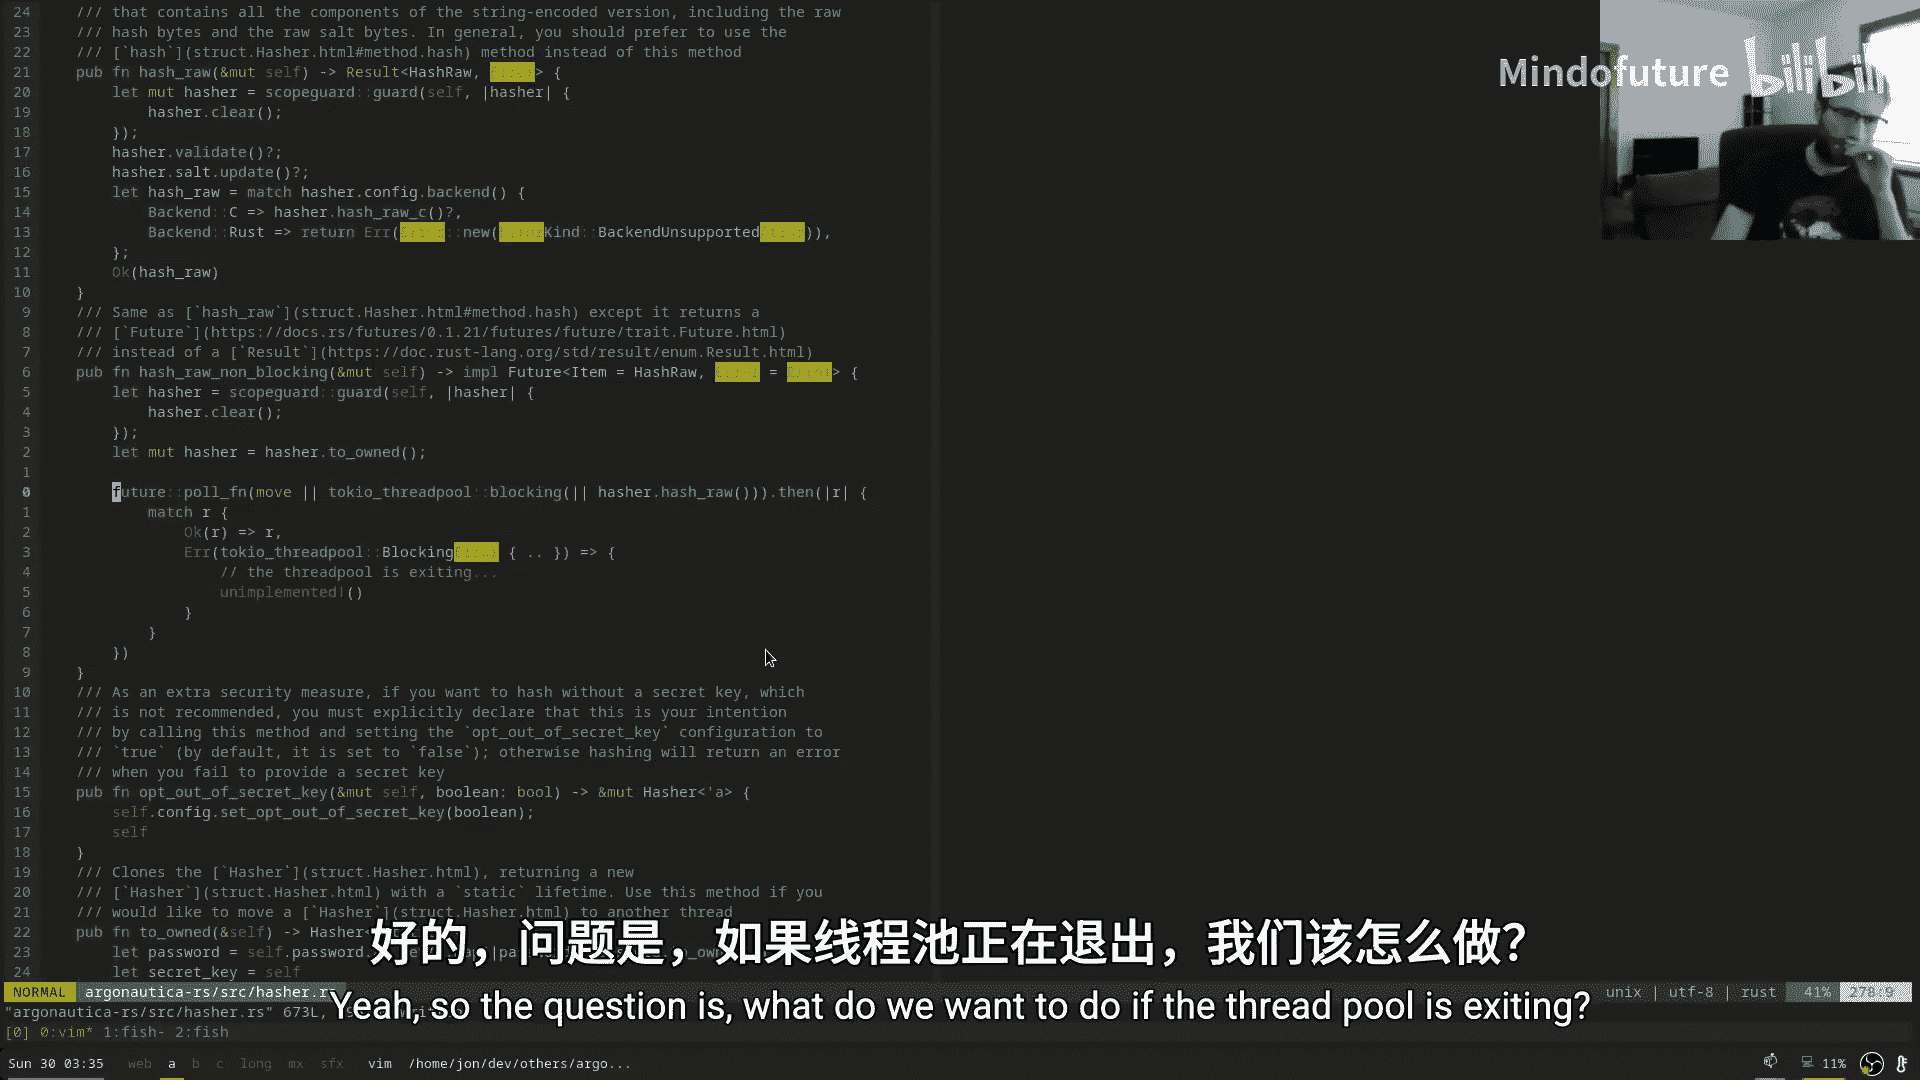 24 /// that contains all the components of the string-encoded version, including the raw
23 /// hash bytes and the raw salt bytes. In general, you should prefer to use the
22 /// [`hash`](struct.Hasher.html#method.hash) method instead of this method
21 pub fn hash_raw(&mut self) -> Result<HashRaw, Error> {
20 let mut hasher = scopeguard::guard(self, |hasher| {
19 hasher.clear();
18 });
17 hasher.validate()?;
16 hasher.salt.update()?;
15 let hash_raw = match hasher.config.backend() {
14 Backend::C => hasher.hash_raw_c()?,
13 Backend::Rust => return Err(Error::new(ErrorKind::BackendUnsupportedError)),
12 };
11 Ok(hash_raw)
10 }
9 /// Same as [`hash_raw`](struct.Hasher.html#method.hash) except it returns a
8 /// [`Future`](https://docs.rs/futures/0.1.21/futures/future/trait.Future.html)
7 /// instead of a [`Result`](https://doc.rust-lang.org/std/result/enum.Result.html)
6 pub fn hash_raw_non_blocking(&mut self) -> impl Future<Item = HashRaw, Error = Error> {
5 let hasher = scopeguard::guard(self, |hasher| {
4 hasher.clear();
3 });
2 let mut hasher = hasher.to_owned();
1
0 future::poll_fn(move || tokio_threadpool::blocking(|| hasher.hash_raw())).then(|r| {
1 match r {
2 Ok(r) => r,
3 Err(tokio_threadpool::BlockingError { .. }) => {
4 // the threadpool is exiting...
5 unimplemented!()
6 }
7 }
8 })
9 }
10 /// As an extra security measure, if you want to hash without a secret key, which
11 /// is not recommended, you must explicitly declare that this is your intention
12 /// by calling this method and setting the `opt_out_of_secret_key` configuration to
13 /// `true` (by default, it is set to `false`); otherwise hashing will return an error
14 /// when you fail to provide a secret key
15 pub fn opt_out_of_secret_key(&mut self, boolean: bool) -> &mut Hasher<'a> {
16 self.config.set_opt_out_of_secret_key(boolean);
17 self
18 }
19 /// Clones the [`Hasher`](struct.Hasher.html), returning a new
20 /// [`Hasher`](struct.Hasher.html) with a `static` lifetime. Use this method if you
21 /// would like to move a [`Hasher`](struct.Hasher.html) to another thread
22 pub fn to_owned(&self) -> Hasher<
23 let password = self.password.
24 let secret_key = self
Mindofuture bilibili
好的，问题是，如果线程池正在退出，我们该怎么做？
Yeah, so the question is, what do we want to do if the thread pool is exiting?
NORMAL argonautica-rs/src/hasher.rs unix | utf-8 | rust 41% 278:9
"argonautica-rs/src/hasher.rs" 673L,
[0] 0:vim* 1:fish- 2:fish
Sun 30 03:35 web a b c long mx sfx vim /home/jon/dev/others/argo... 11%